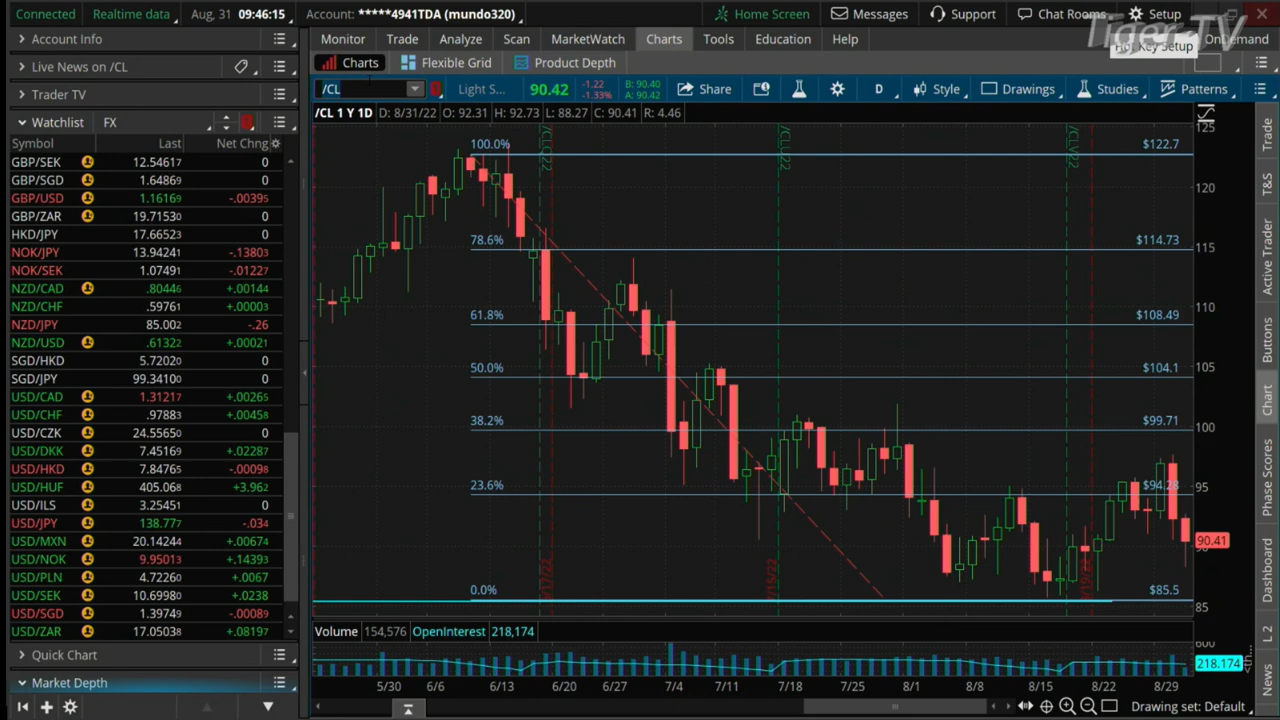 Connected Realtime data Aug, 31 09:46:15 Account: *****4941TDA (mundo320) Home Screen Messages Support Chat Rooms Setup
Tiger TV
Account Info Monitor Trade Analyze Scan MarketWatch Charts Tools Education Help Hot Key Setup OnDemand
Live News on /CL Charts Flexible Grid Product Depth
Trader TV /CL Light S... 90.42 -1.22 -1.33% B: 90.40 A: 90.42 Share D Style Drawings Studies Patterns
Watchlist FX /CL 1 Y 1D D: 8/31/22 O: 92.31 H: 92.73 L: 88.27 C: 90.41 R: 4.46
Symbol Last Net Chng
GBP/SEK 12.54617 0
GBP/SGD 1.64869 0
GBP/USD 1.16169 -.00395
GBP/ZAR 19.71530 0
HKD/JPY 17.66523 0
NOK/JPY 13.94241 -.13803
NOK/SEK 1.07491 -.01227
NZD/CAD .80446 +.00144
NZD/CHF .59761 +.00003
NZD/JPY 85.002 -.26
NZD/USD .61322 +.00021
SGD/HKD 5.72020 0
SGD/JPY 99.34100 0
USD/CAD 1.31217 +.00265
USD/CHF .97883 +.00458
USD/CZK 24.55650 0
USD/DKK 7.45169 +.02287
USD/HKD 7.84765 -.00098
USD/HUF 405.068 +3.962
USD/ILS 3.25451 0
USD/JPY 138.777 -.034
USD/MXN 20.14244 +.00674
USD/NOK 9.95013 +.14393
USD/PLN 4.7226 +.0067
USD/SEK 10.69980 +.0238
USD/SGD 1.39749 -.00089
USD/ZAR 17.05038 +.08197
Quick Chart
Market Depth
100.0% $122.7
78.6% $114.73
61.8% $108.49
50.0% $104.1
38.2% $99.71
23.6% $94.28
0.0% $85.5
/CLU22
/CLV22
125
120
115
110
105
100
95
90.41
85
Volume 154,576 OpenInterest 218,174
600
218.174
5/30 6/6 6/13 6/20 6/27 7/4 7/11 7/18 7/25 8/1 8/8 8/15 8/22 8/29
Drawing set: Default
Trade
T&S
Active Trader
Buttons
Chart
Phase Scores
Dashboard
L 2
News